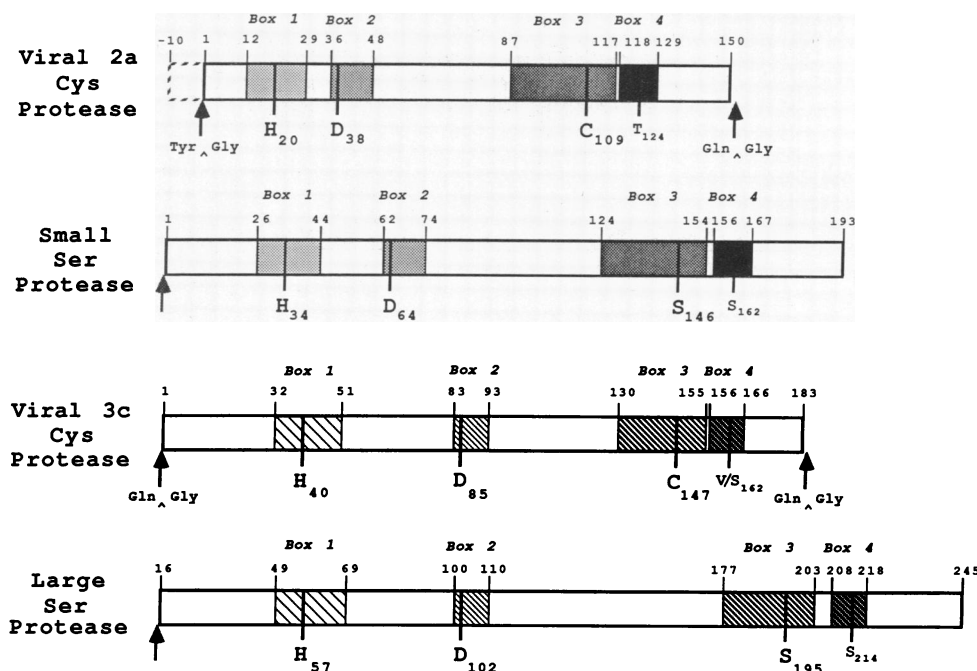 Box 1 Box 2 Box 3 Box 4
-10 1 12 29 36 48 87 117 118 129 150
Viral 2a
Cys
Protease
H20 D38 C109 T124
Tyr^Gly Gln^Gly
Box 1 Box 2 Box 3 Box 4
1 26 44 62 74 124 154 156 167 193
Small
Ser
Protease
H34 D64 S146 S162
Box 1 Box 2 Box 3 Box 4
1 32 51 83 93 130 155 156 166 183
Viral 3c
Cys
Protease
H40 D85 C147 V/S162
Gln^Gly Gln^Gly
Box 1 Box 2 Box 3 Box 4
16 49 69 100 110 177 203 208 218 245
Large
Ser
Protease
H57 D102 S195 S214